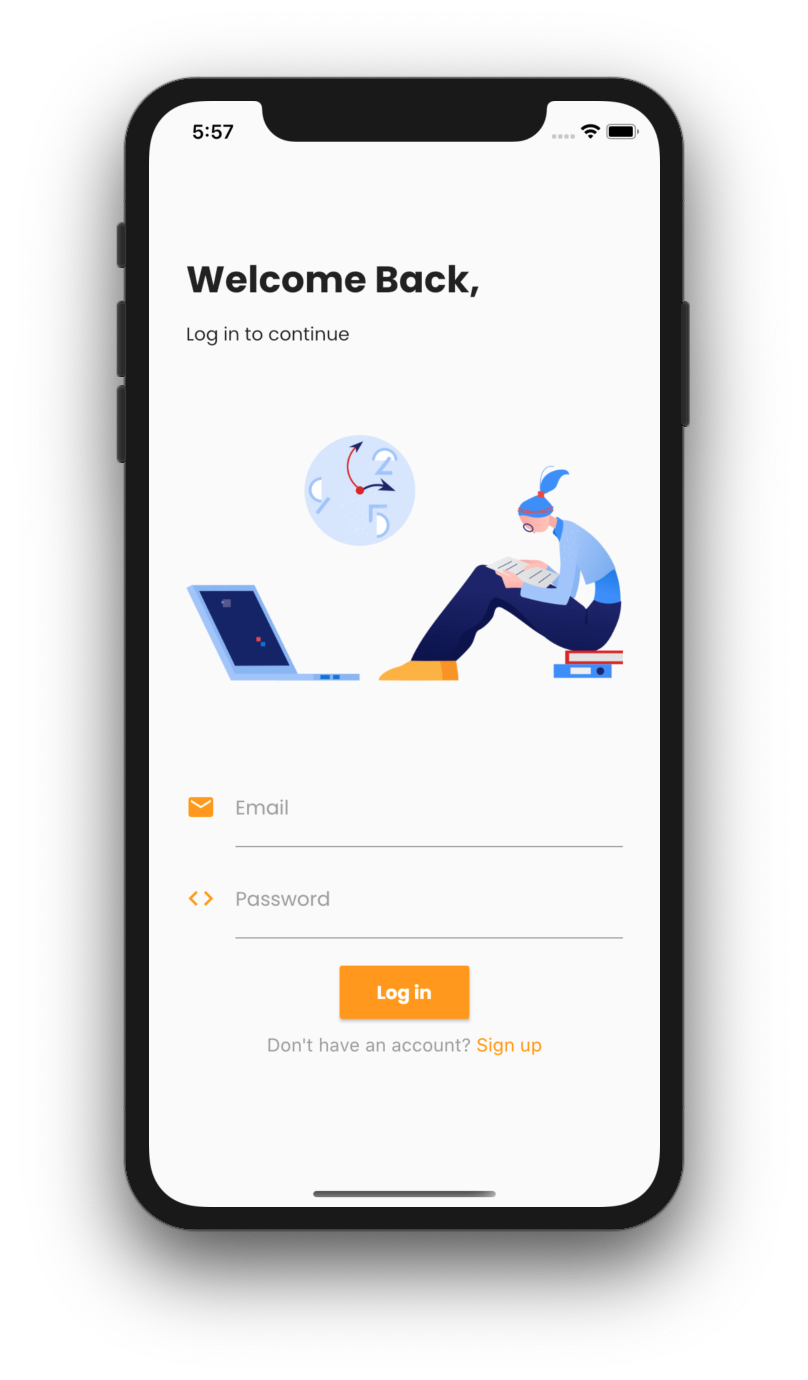 5:57
Welcome Back,
Log in to continue
Email
Password
Log in
Don't have an account? Sign up